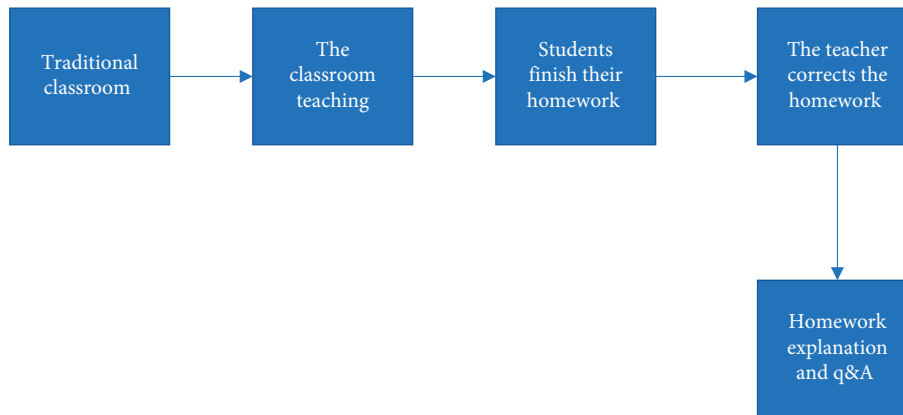 Traditional
classroom
The
classroom
teaching
Students
finish their
homework
The teacher
corrects the
homework
Homework
explanation
and q&A